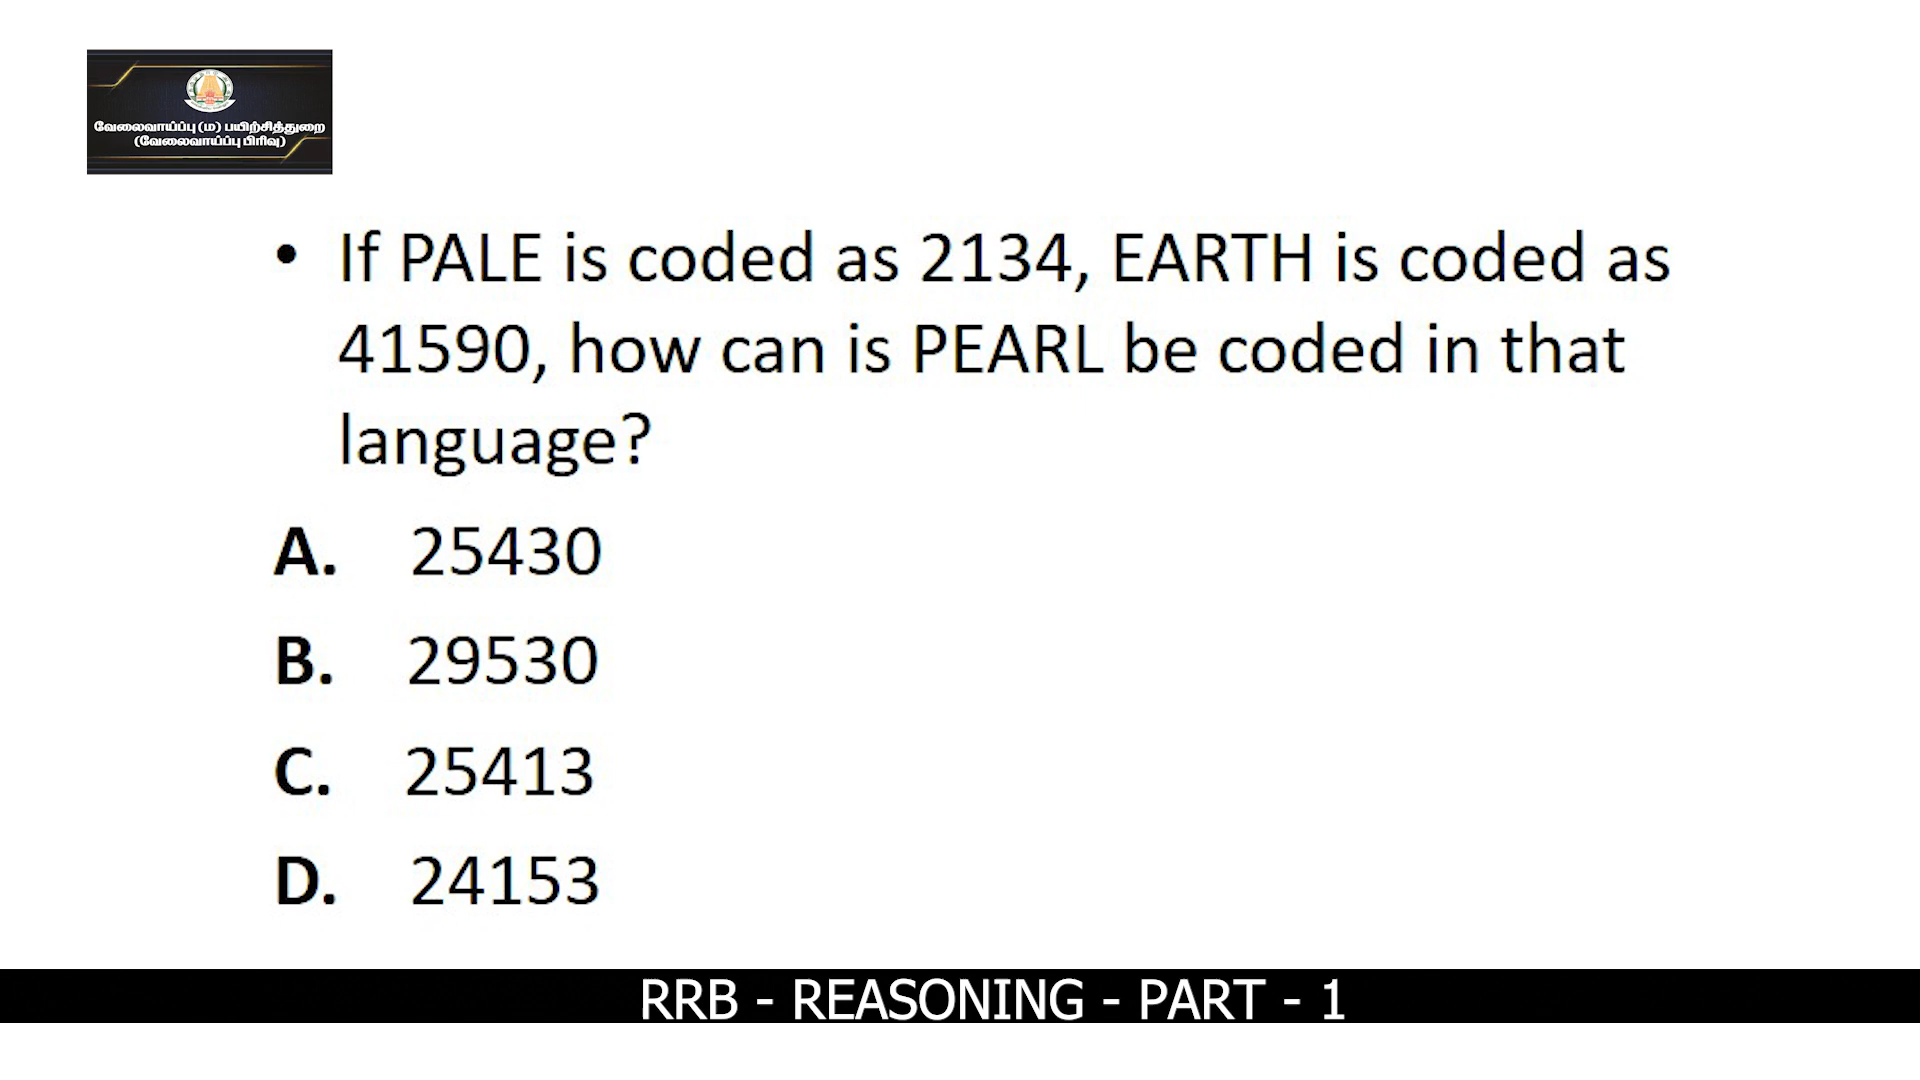 வேலைவாய்ப்பு (ம) பயிற்சித்துறை
(வேலைவாய்ப்பு பிரிவு)
• If PALE is coded as 2134, EARTH is coded as
41590, how can is PEARL be coded in that
language?
A. 25430
B. 29530
C. 25413
D. 24153
RRB - REASONING - PART - 1